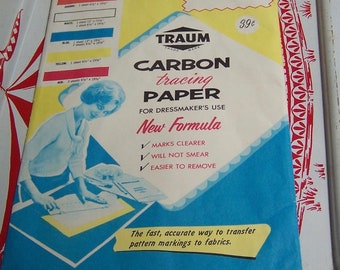 39¢
TRAUM
CARBON
tracing
PAPER
FOR DRESSMAKER'S USE
New Formula
✓ MARKS CLEARER
✓ WILL NOT SMEAR
✓ EASIER TO REMOVE
The fast, accurate way to transfer
pattern markings to fabrics.